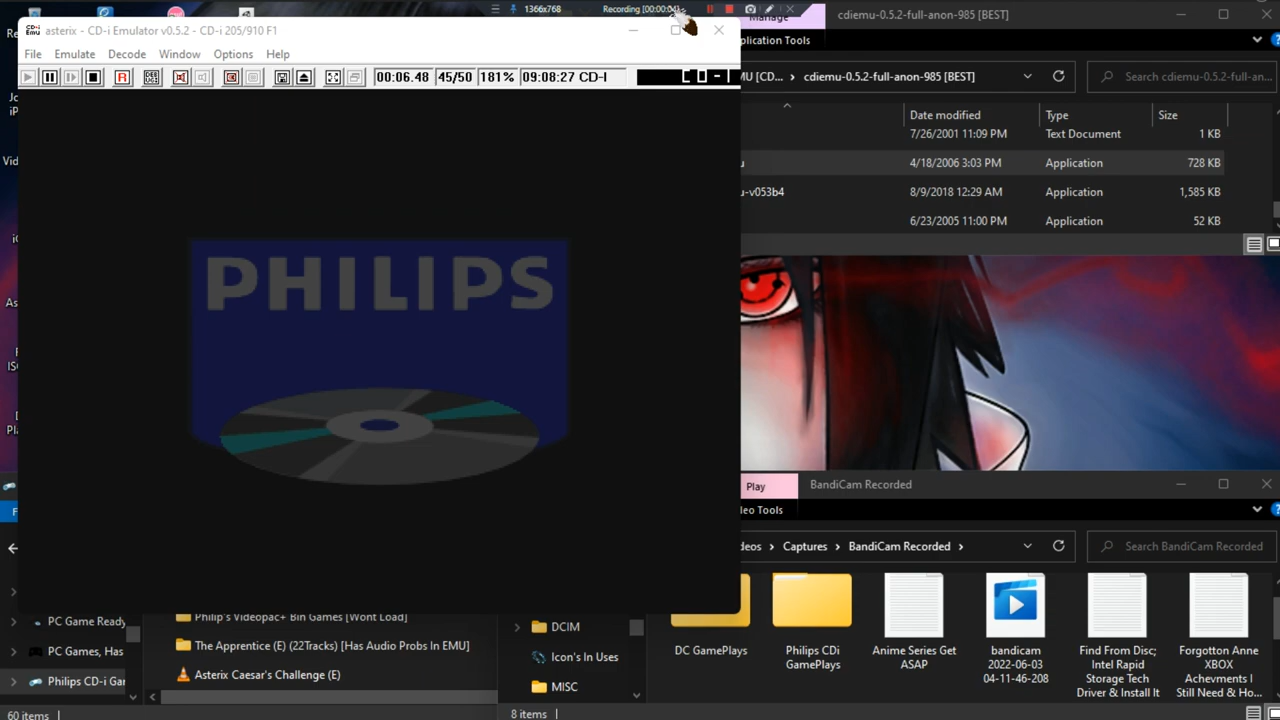 1366x768
Recording [00:00:04]
asterix - CD-i Emulator v0.5.2 - CD-i 205/910 F1
File Emulate Debug Decode Window Options Help
00:06.48 45/50 181% 09:08:27 CD-I
CD-I
PHILIPS
Manage
cdiemu-0.5.2-full-anon-985 [BEST]
plication Tools
MU [CD... > cdiemu-0.5.2-full-anon-985 [BEST]
Search cdiemu-0.5.2-full-an...
Date modified Type Size
7/26/2001 11:09 PM Text Document 1 KB
4/18/2006 3:03 PM Application 728 KB
u-v053b4 8/9/2018 12:29 AM Application 1,585 KB
6/23/2005 11:00 PM Application 52 KB
Play
BandiCam Recorded
leo Tools
deos > Captures > BandiCam Recorded >
Search BandiCam Recorded
PC Game Ready
PC Games, Has
Philips CD-i Gar
Philip's Videopac+ Bin Games [Wont Load]
The Apprentice (E) (22Tracks) [Has Audio Probs In EMU]
Asterix Caesar's Challenge (E)
60 items
DCIM
Icon's In Uses
MISC
8 items
DC GamePlays
Philips CDi GamePlays
Anime Series Get ASAP
bandicam 2022-06-03 04-11-46-208
Find From Disc; Intel Rapid Storage Tech Driver & Install It
Forgotton Anne XBOX Achevments I Still Need & Ho...